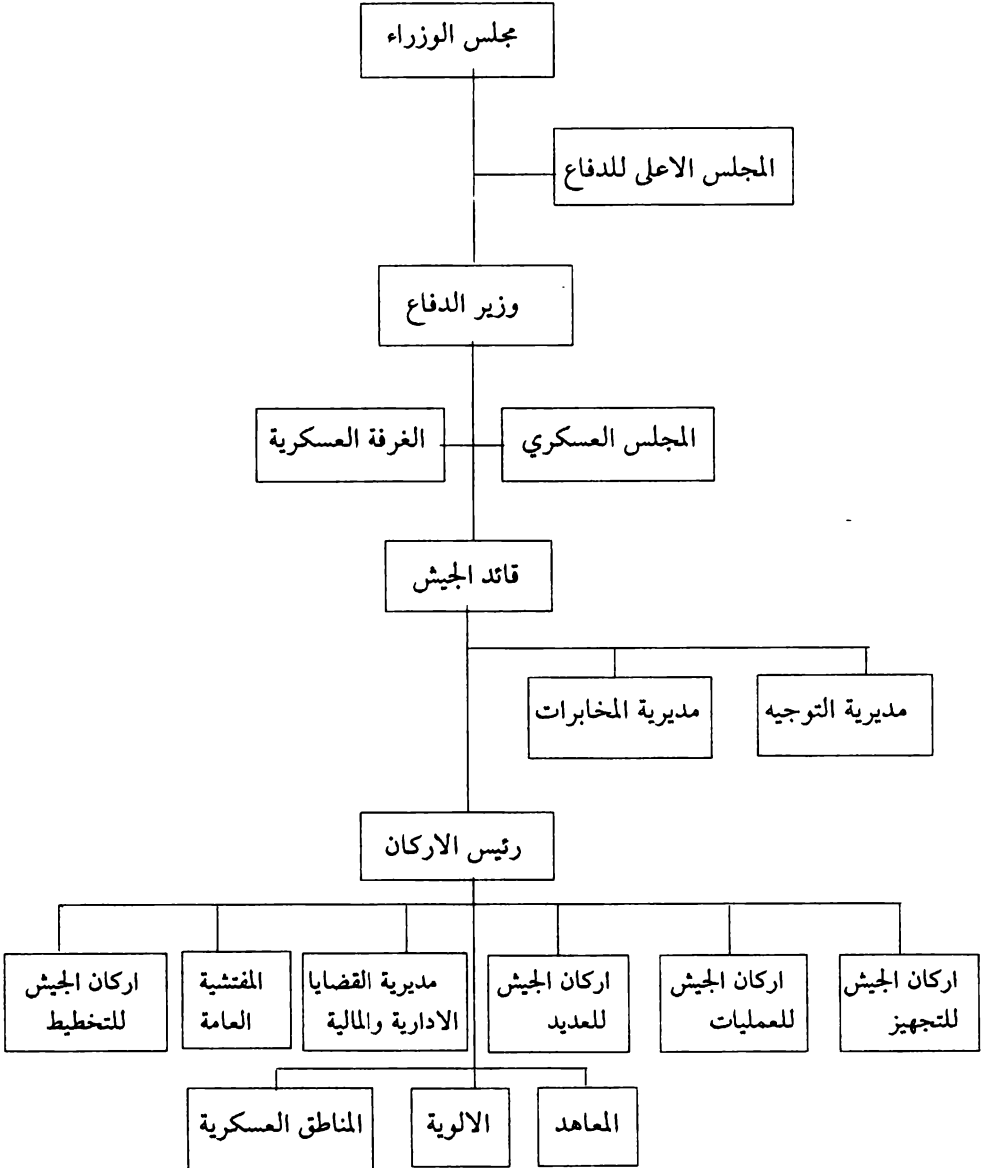 مجلس الوزراء
المجلس الاعلى للدفاع
وزير الدفاع
المجلس العسكري
الغرفة العسكرية
قائد الجيش
مديرية التوجيه
مديرية المخابرات
رئيس الاركان
اركان الجيش
للتجهيز
اركان الجيش
للعمليات
اركان الجيش
للعديد
مديرية القضايا
الادارية والمالية
المفتشية
العامة
اركان الجيش
للتخطيط
المعاهد
الالوية
المناطق العسكرية